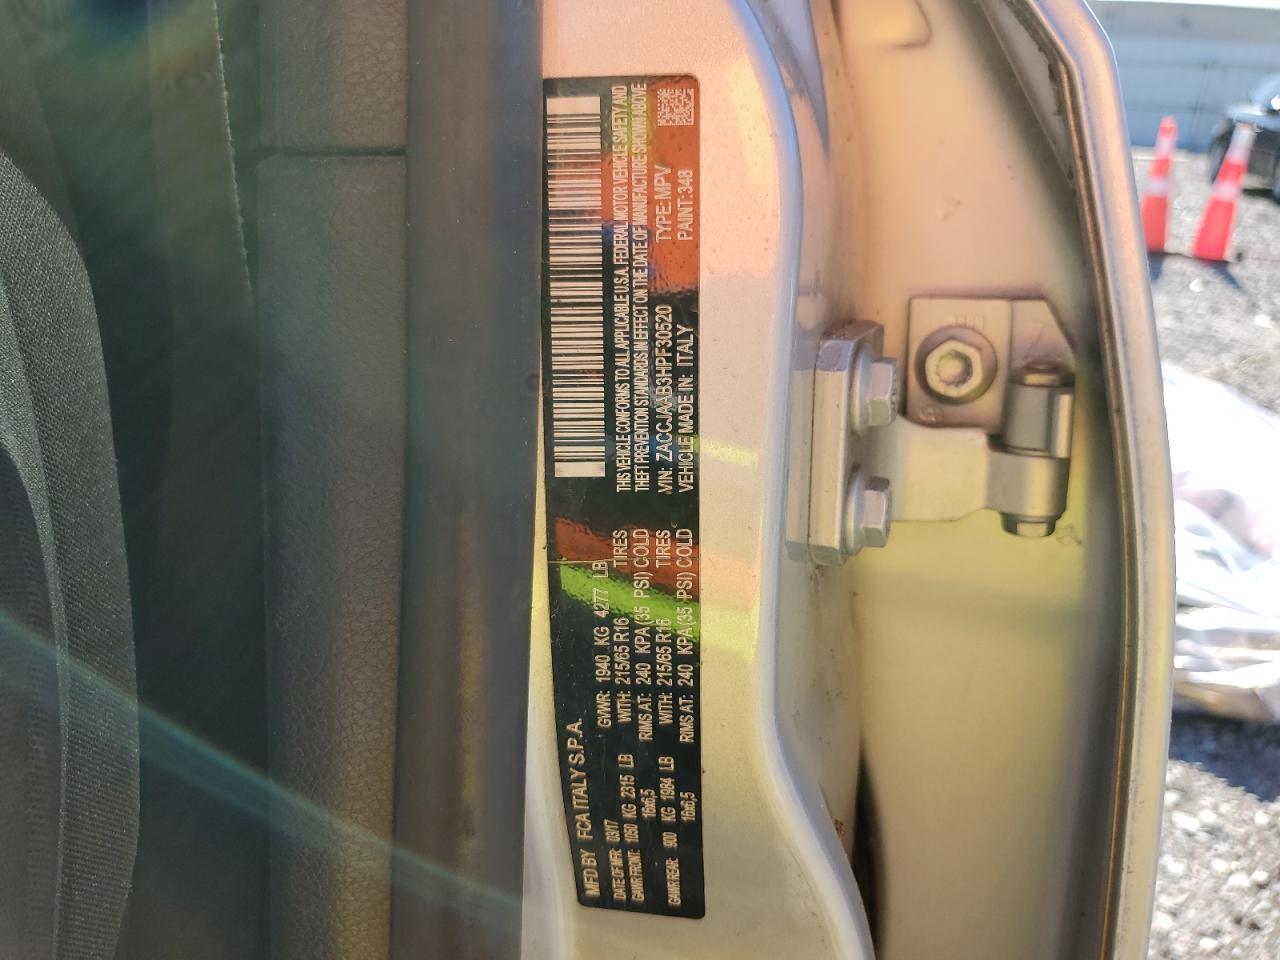 MFD BY FCA ITALY S.P.A.
DATE OF MFR: 03/17 GVWR: 1940 KG 4277 LB
GAWR FRONT: 1050 KG 2315 LB WITH: 215/65 R16 TIRES
16x6,5 RIMS AT: 240 KPA (35 PSI) COLD
GAWR REAR: 900 KG 1984 LB WITH: 215/65 R16 TIRES
16x6,5 RIMS AT: 240 KPA (35 PSI) COLD
THIS VEHICLE CONFORMS TO ALL APPLICABLE U.S.A. FEDERAL MOTOR VEHICLE SAFETY AND
THEFT PREVENTION STANDARDS IN EFFECT ON THE DATE OF MANUFACTURE SHOWN ABOVE
VIN: ZACCJAAB3HPF30520 TYPE: MPV
VEHICLE MADE IN: ITALY PAINT: 348